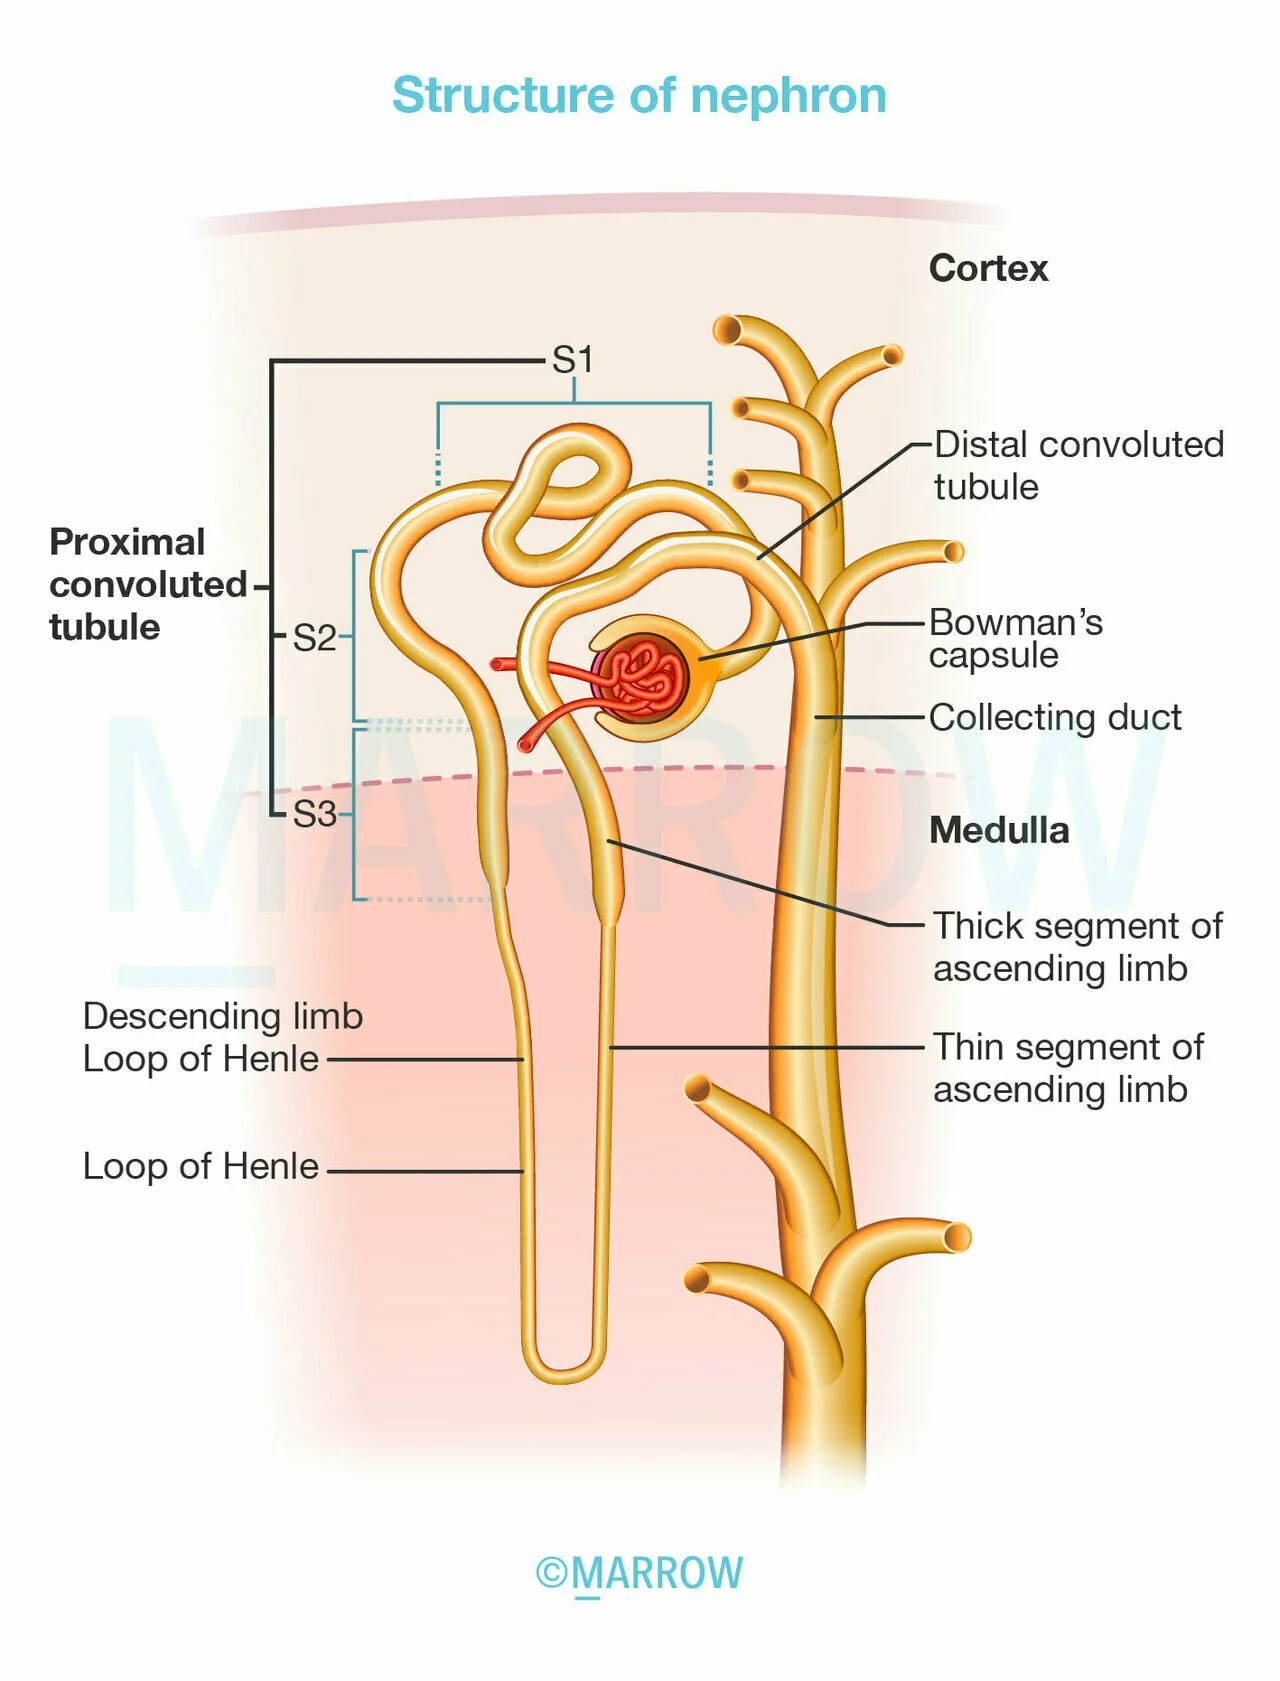 Structure of nephron
Cortex
S1
Distal convoluted
tubule
Proximal
convoluted
tubule
S2
Bowman's
capsule
Collecting duct
S3
Medulla
MARROW
Thick segment of
ascending limb
Descending limb
Loop of Henle
Thin segment of
ascending limb
Loop of Henle
©MARROW